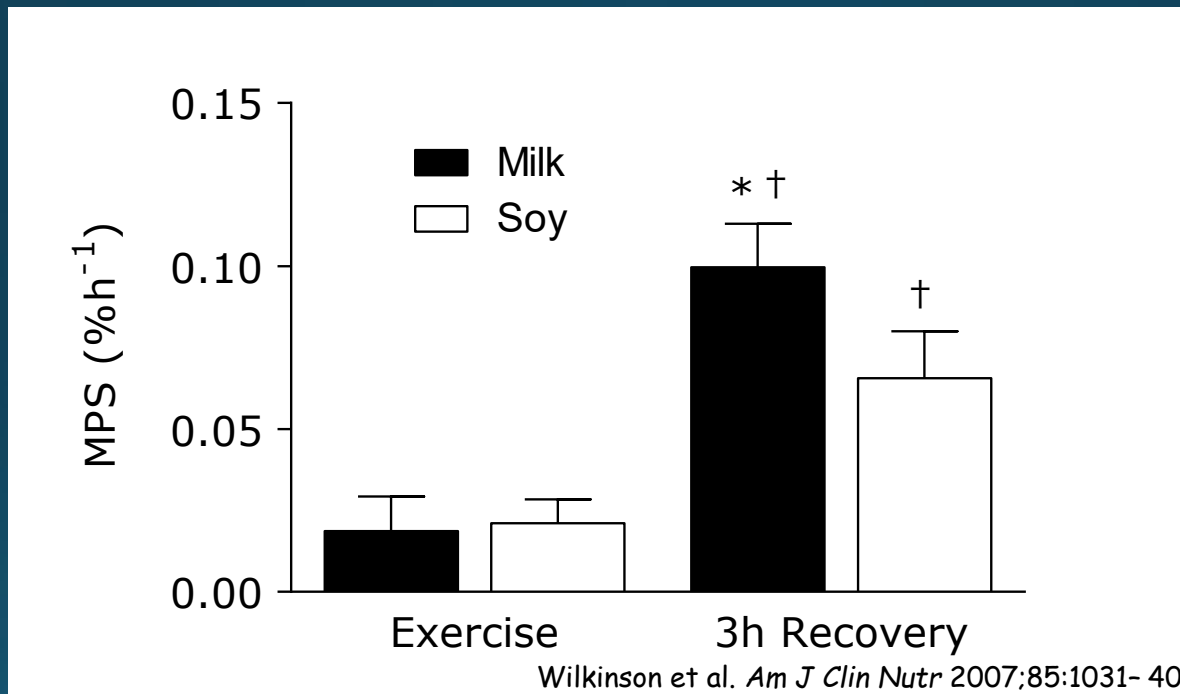 0.15
Milk
* †
Soy
0.10
†
MPS (%h⁻¹)
0.05
0.00
Exercise 3h Recovery
Wilkinson et al. Am J Clin Nutr 2007;85:1031– 40